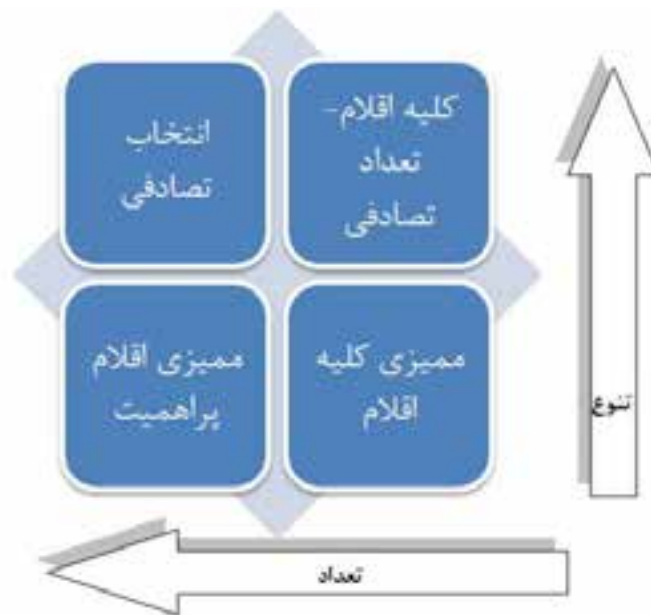 کلیه اقلام-
تعداد
تصادفی
انتخاب
تصادفی
ممیزی کلیه
اقلام
ممیزی اقلام
پراهمیت
تنوع
تعداد